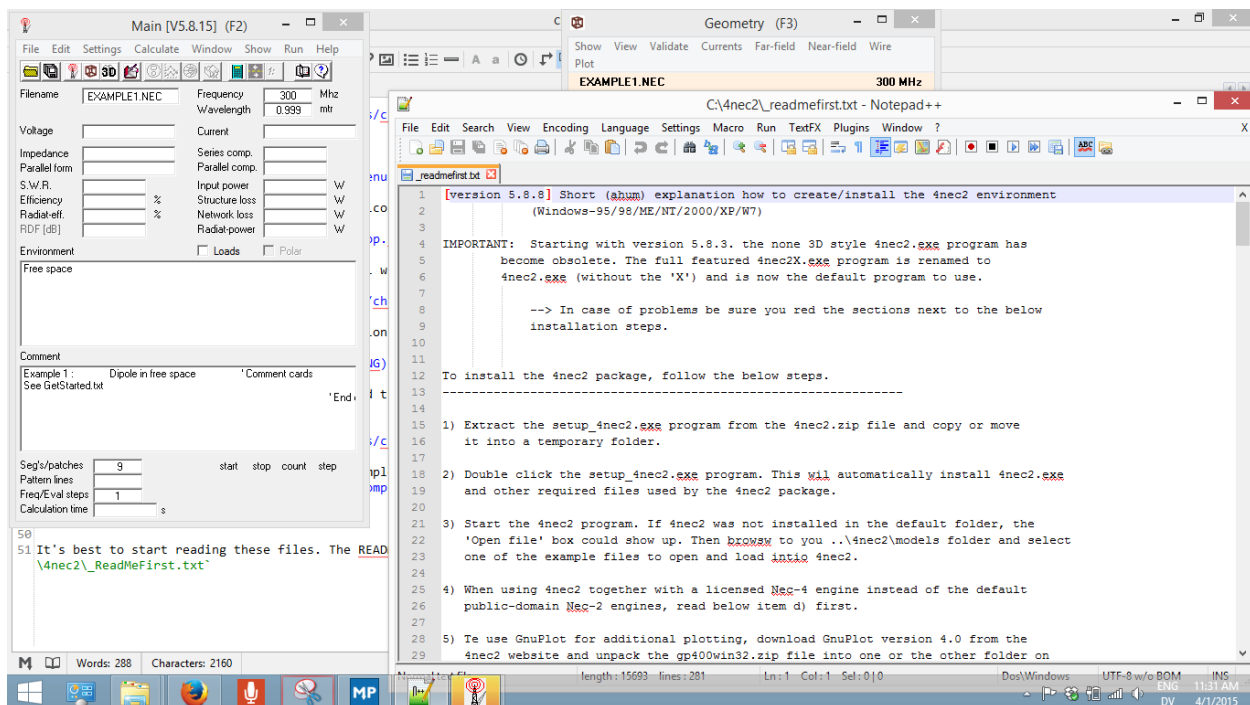 Main [V5.8.15] (F2)
File Edit Settings Calculate Window Show Run Help
3D
Filename EXAMPLE1.NEC Frequency 300 Mhz
Wavelength 0.999 mtr
Voltage Current
Impedance Series comp.
Parallel form Parallel comp.
S.W.R. Input power W
Efficiency % Structure loss W
Radiat-eff. % Network loss W
RDF [dB] Radiat-power W
Environment Loads Polar
Free space
Comment
Example 1 : Dipole in free space ' Comment cards
See GetStarted.txt
' End
Seg's/patches 9 start stop count step
Pattern lines
Freq/Eval steps 1
Calculation time s
50
51 It's best to start reading these files. The READ
\4nec2\_ReadMeFirst.txt`
Words: 288 Characters: 2160
Geometry (F3)
Show View Validate Currents Far-field Near-field Wire
Plot
EXAMPLE1.NEC 300 MHz
C:\4nec2\_readmefirst.txt - Notepad++
File Edit Search View Encoding Language Settings Macro Run TextFX Plugins Window ? X
ABC
_readmefirst.txt
1 [version 5.8.8] Short (ahum) explanation how to create/install the 4nec2 environment
2 (Windows-95/98/ME/NT/2000/XP/W7)
3
4 IMPORTANT: Starting with version 5.8.3. the none 3D style 4nec2.exe program has
5 become obsolete. The full featured 4nec2X.exe program is renamed to
6 4nec2.exe (without the 'X') and is now the default program to use.
7
8 --> In case of problems be sure you red the sections next to the below
9 installation steps.
10
11
12 To install the 4nec2 package, follow the below steps.
13 ---------------------------------------------------------------
14
15 1) Extract the setup_4nec2.exe program from the 4nec2.zip file and copy or move
16 it into a temporary folder.
17
18 2) Double click the setup_4nec2.exe program. This wil automatically install 4nec2.exe
19 and other required files used by the 4nec2 package.
20
21 3) Start the 4nec2 program. If 4nec2 was not installed in the default folder, the
22 'Open file' box could show up. Then browsw to you ..\4nec2\models folder and select
23 one of the example files to open and load intio 4nec2.
24
25 4) When using 4nec2 together with a licensed Nec-4 engine instead of the default
26 public-domain Nec-2 engines, read below item d) first.
27
28 5) Te use GnuPlot for additional plotting, download GnuPlot version 4.0 from the
29 4nec2 website and unpack the gp400win32.zip file into one or the other folder on
length : 15693 lines : 281 Ln : 1 Col : 1 Sel : 0 | 0 Dos\Windows UTF-8 w/o BOM INS
MP
ENG 11:31 AM
DV 4/1/2015